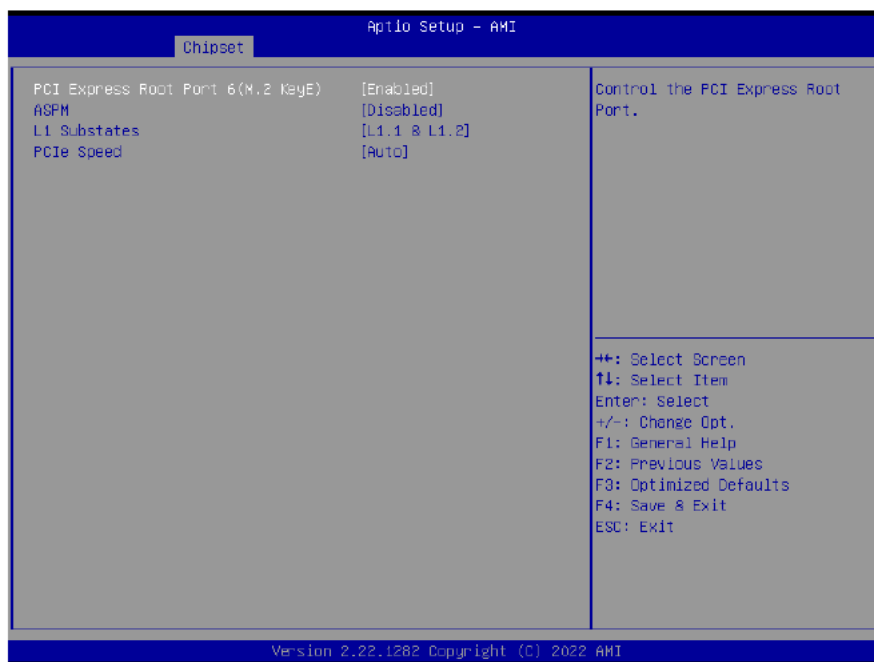 Aptio Setup – AMI
Chipset
PCI Express Root Port 6(M.2 KeyE) [Enabled]
ASPM [Disabled]
L1 Substates [L1.1 & L1.2]
PCIe Speed [Auto]
Control the PCI Express Root
Port.
→←: Select Screen
↑↓: Select Item
Enter: Select
+/-: Change Opt.
F1: General Help
F2: Previous Values
F3: Optimized Defaults
F4: Save & Exit
ESC: Exit
Version 2.22.1282 Copyright (C) 2022 AMI